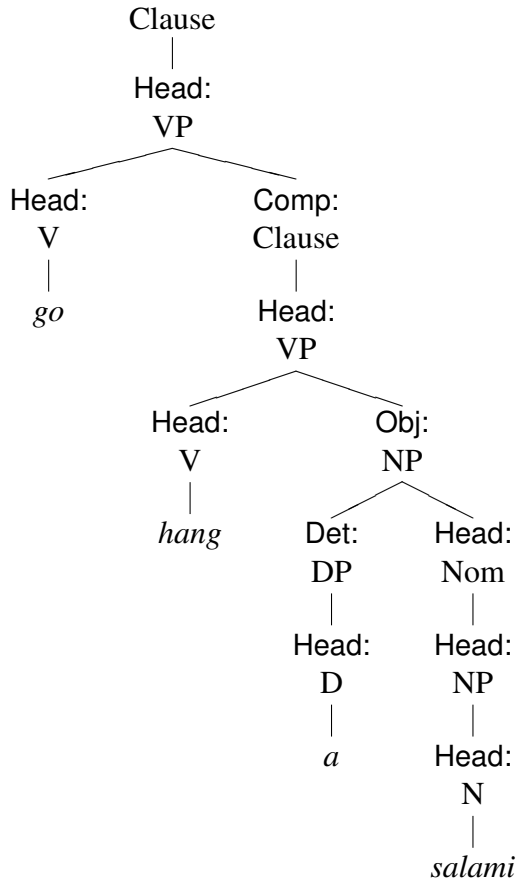 Clause
Head:
VP
Head: Comp:
V Clause
go Head:
VP
Head: Obj:
V NP
hang Det: Head:
DP Nom
Head: Head:
D NP
a Head:
N
salami